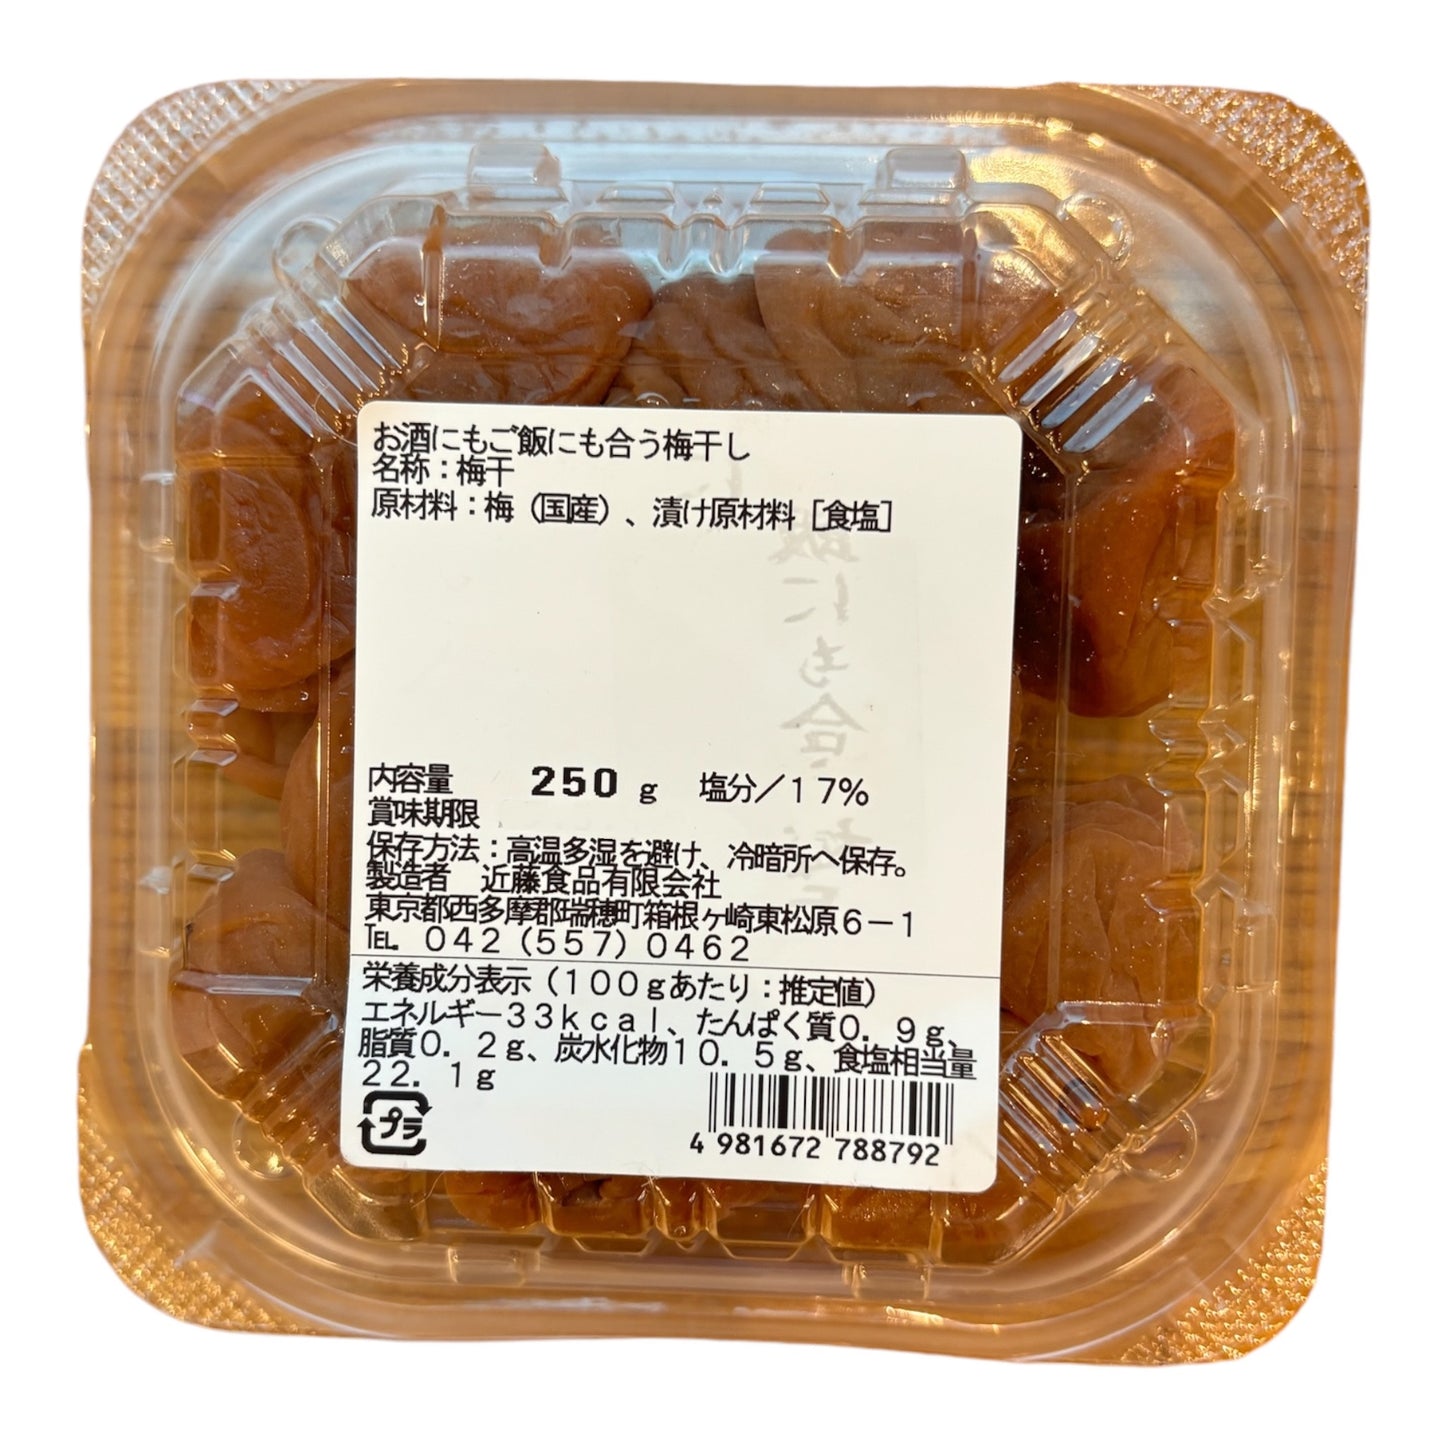 お酒にもご飯にも合う梅干し
名称：梅干
原材料：梅（国産）、漬け原材料［食塩］
内容量 250 g 塩分／17％
賞味期限
保存方法：高温多湿を避け、冷暗所へ保存。
製造者 近藤食品有限会社
東京都西多摩郡瑞穂町箱根ヶ崎東松原6－1
℡. 042（557）0462
栄養成分表示（100gあたり：推定値）
エネルギー33kcal、たんぱく質0.9g、
脂質0.2g、炭水化物10.5g、食塩相当量
22.1g
プラ
4 981672 788792
飯にも合う